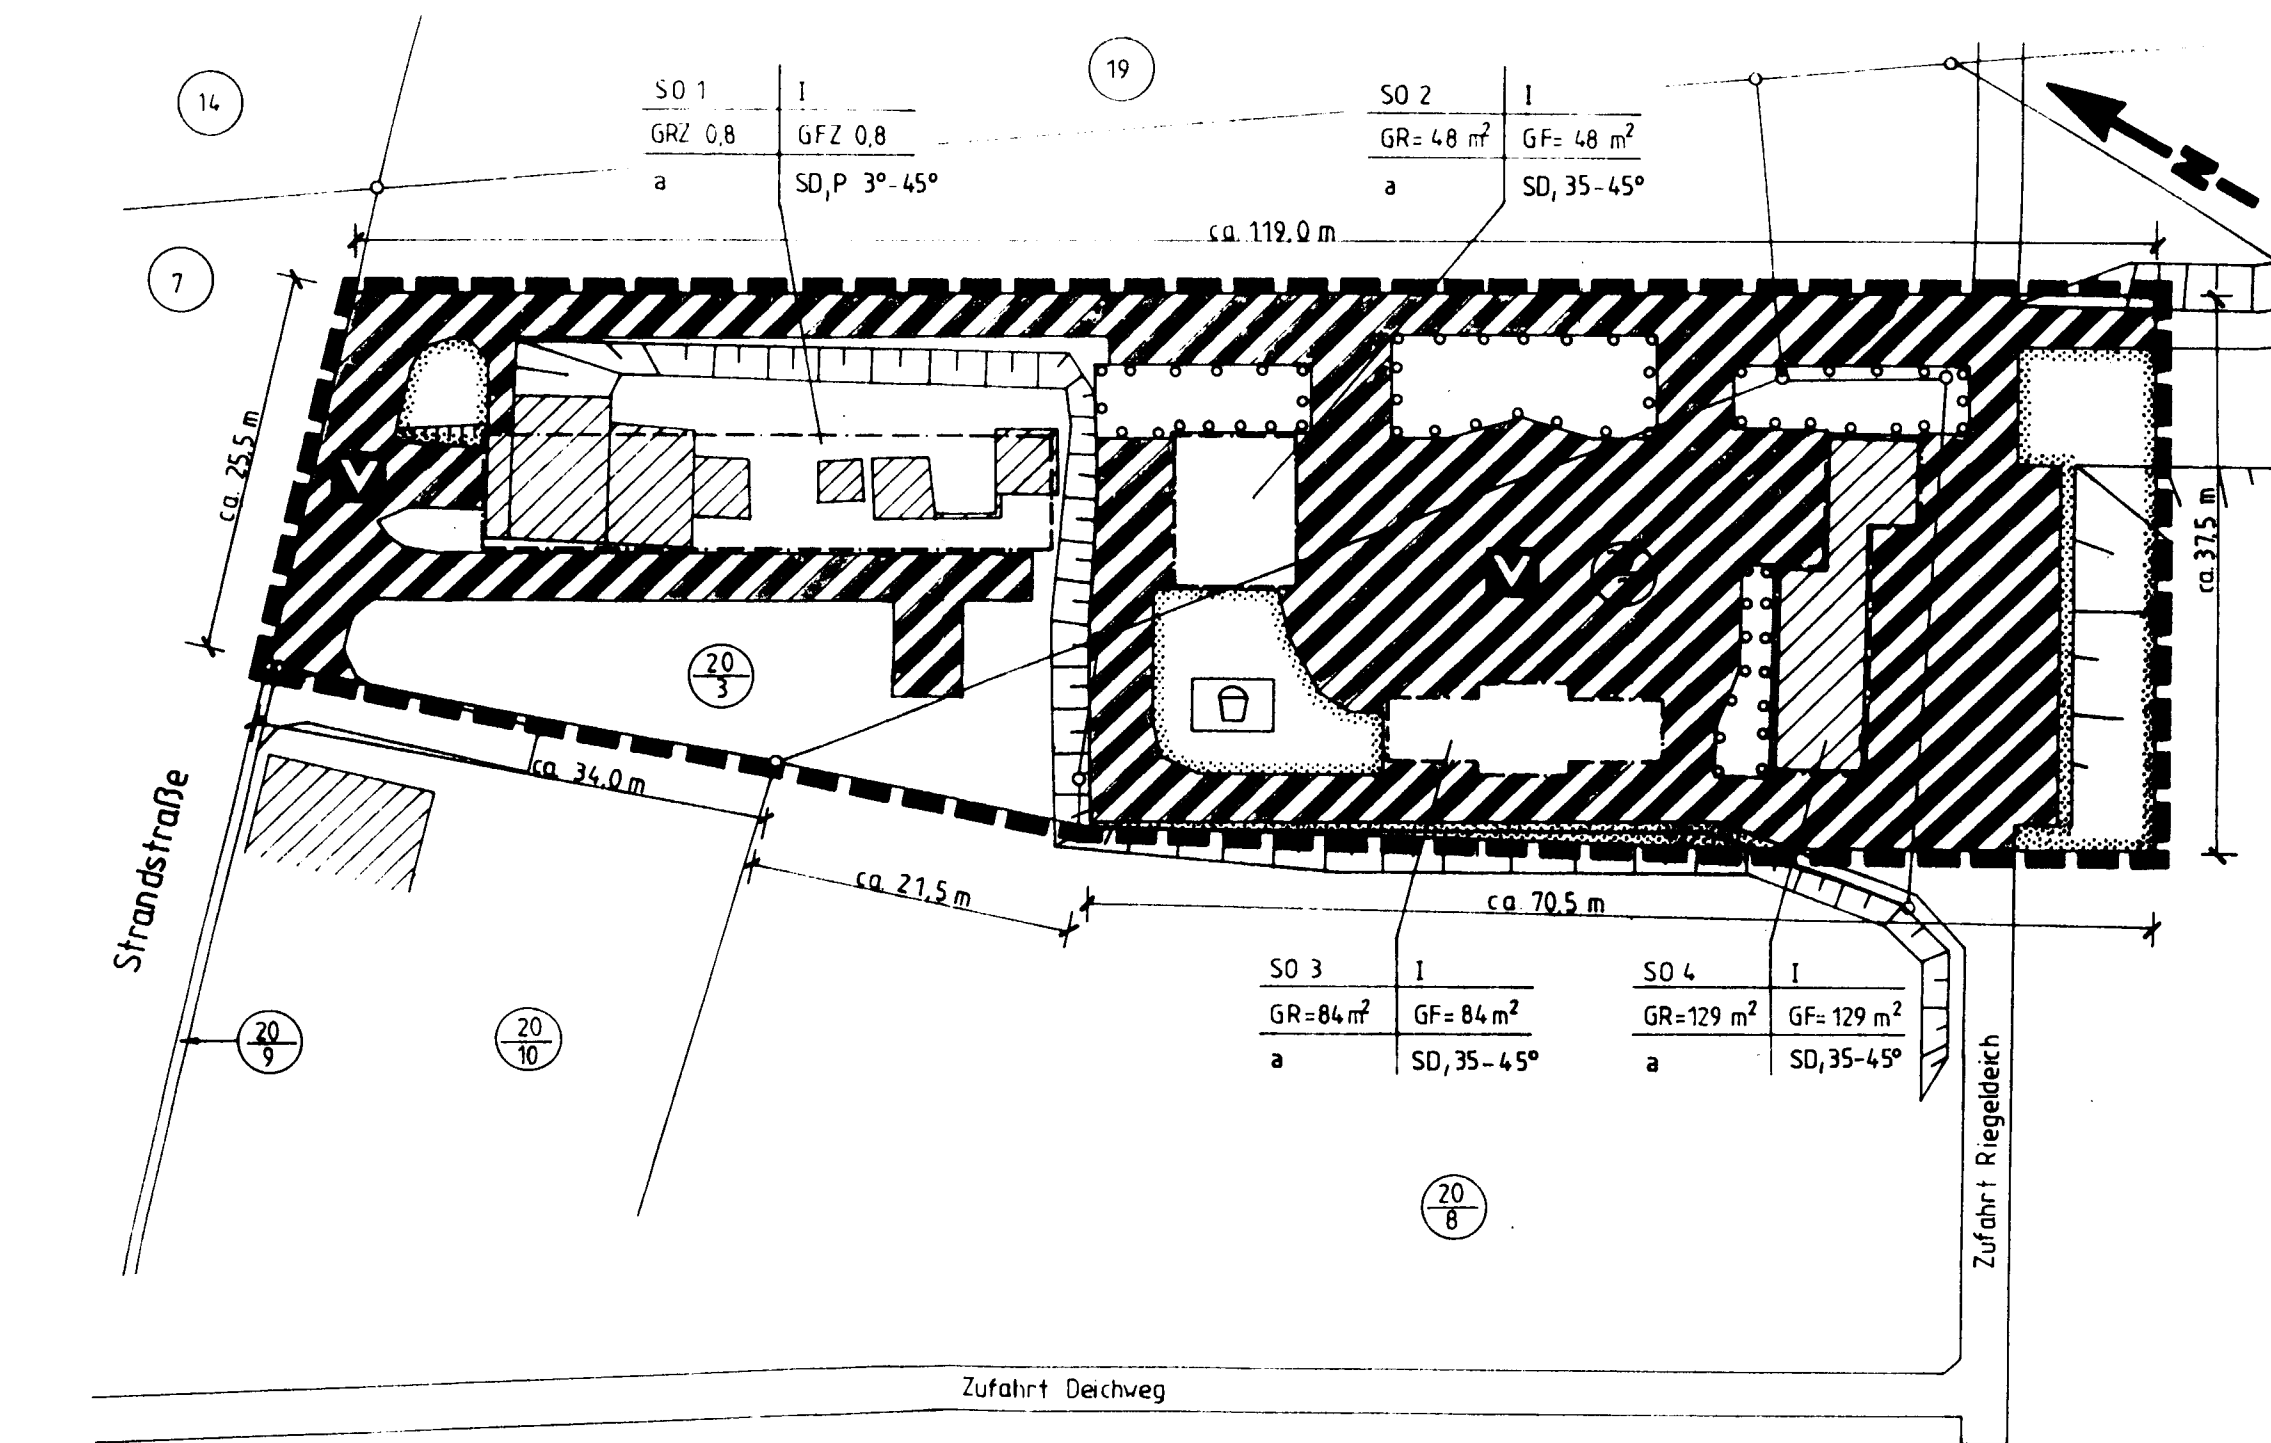 14
19
7
SO 1 I
GRZ 0,8 GFZ 0,8
a SD,P 3°-45°
SO 2 I
GR= 48 m² GF= 48 m²
a SD, 35-45°
N
ca. 119,0 m
ca. 25,5 m
V
V
ca. 37,5 m
20
3
ca. 34,0 m
ca. 21,5 m
ca. 70,5 m
Strandstraße
SO 3 I
GR=84 m² GF= 84 m²
a SD, 35-45°
SO 4 I
GR=129 m² GF= 129 m²
a SD, 35-45°
20
9
20
10
20
8
Zufahrt Riegeldeich
Zufahrt Deichweg